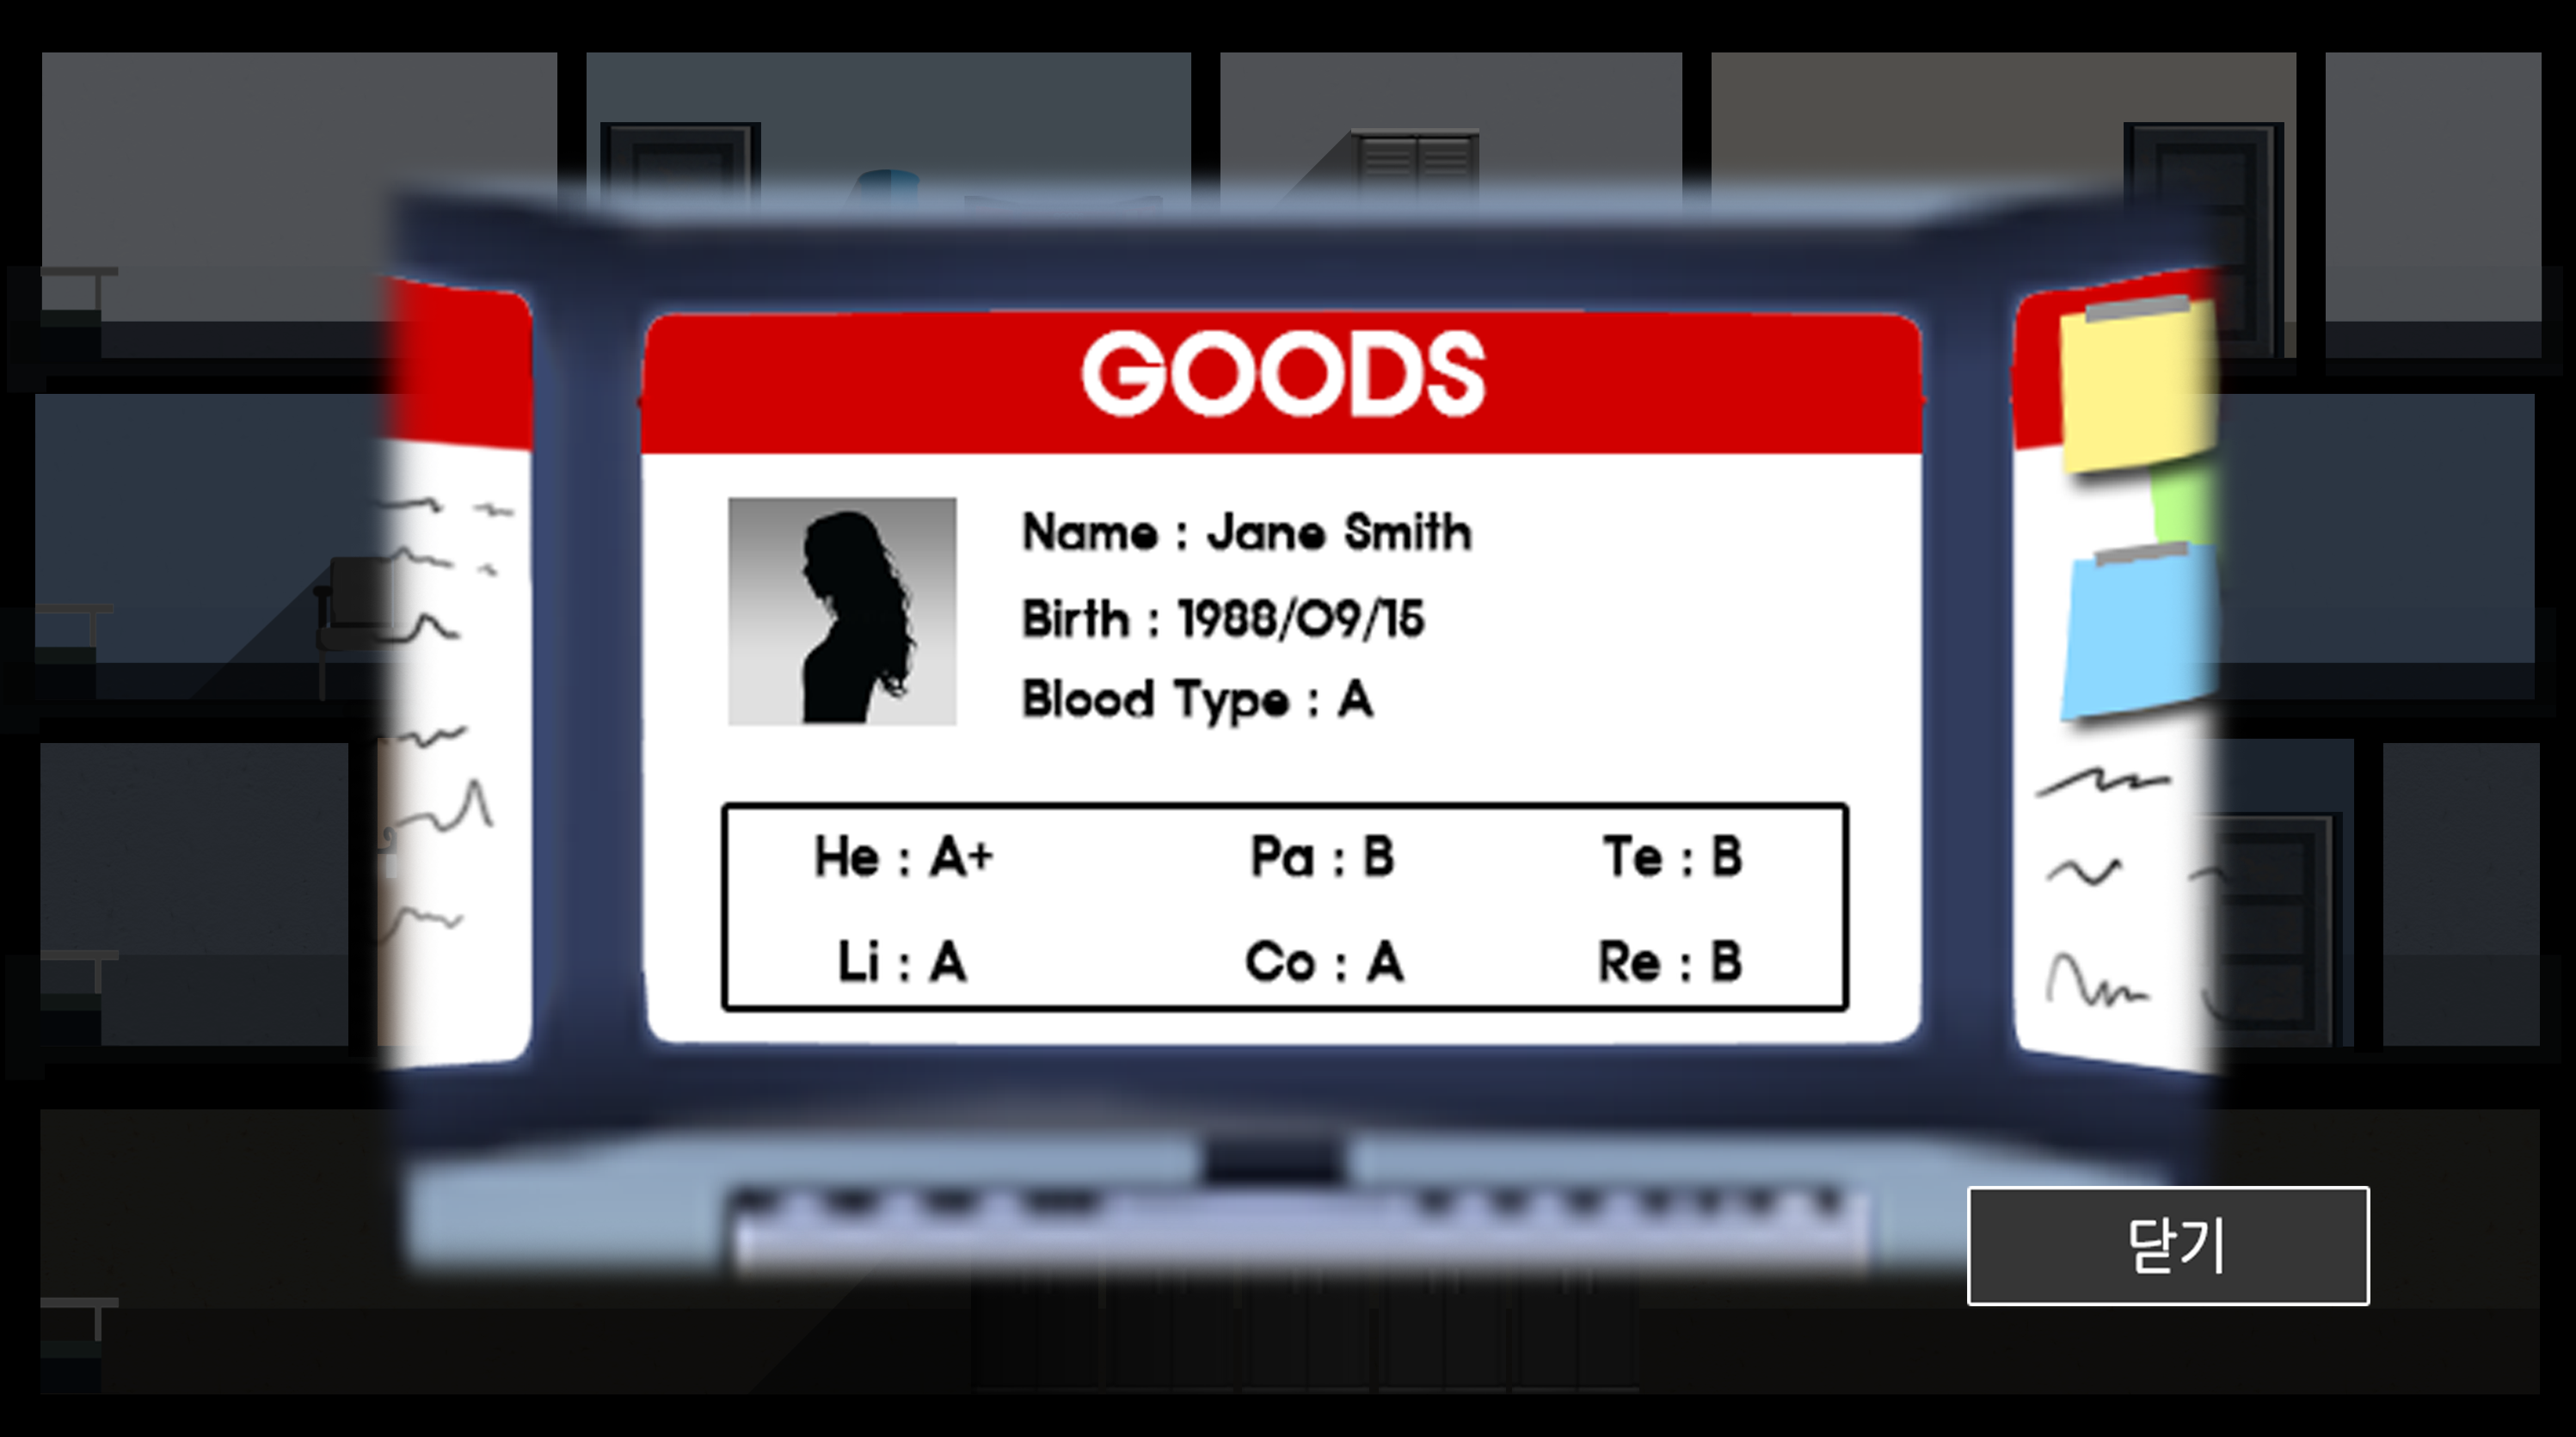 GOODS
Name : Jane Smith
Birth : 1988/09/15
Blood Type : A
He : A+ Pa : B Te : B
Li : A Co : A Re : B
닫기